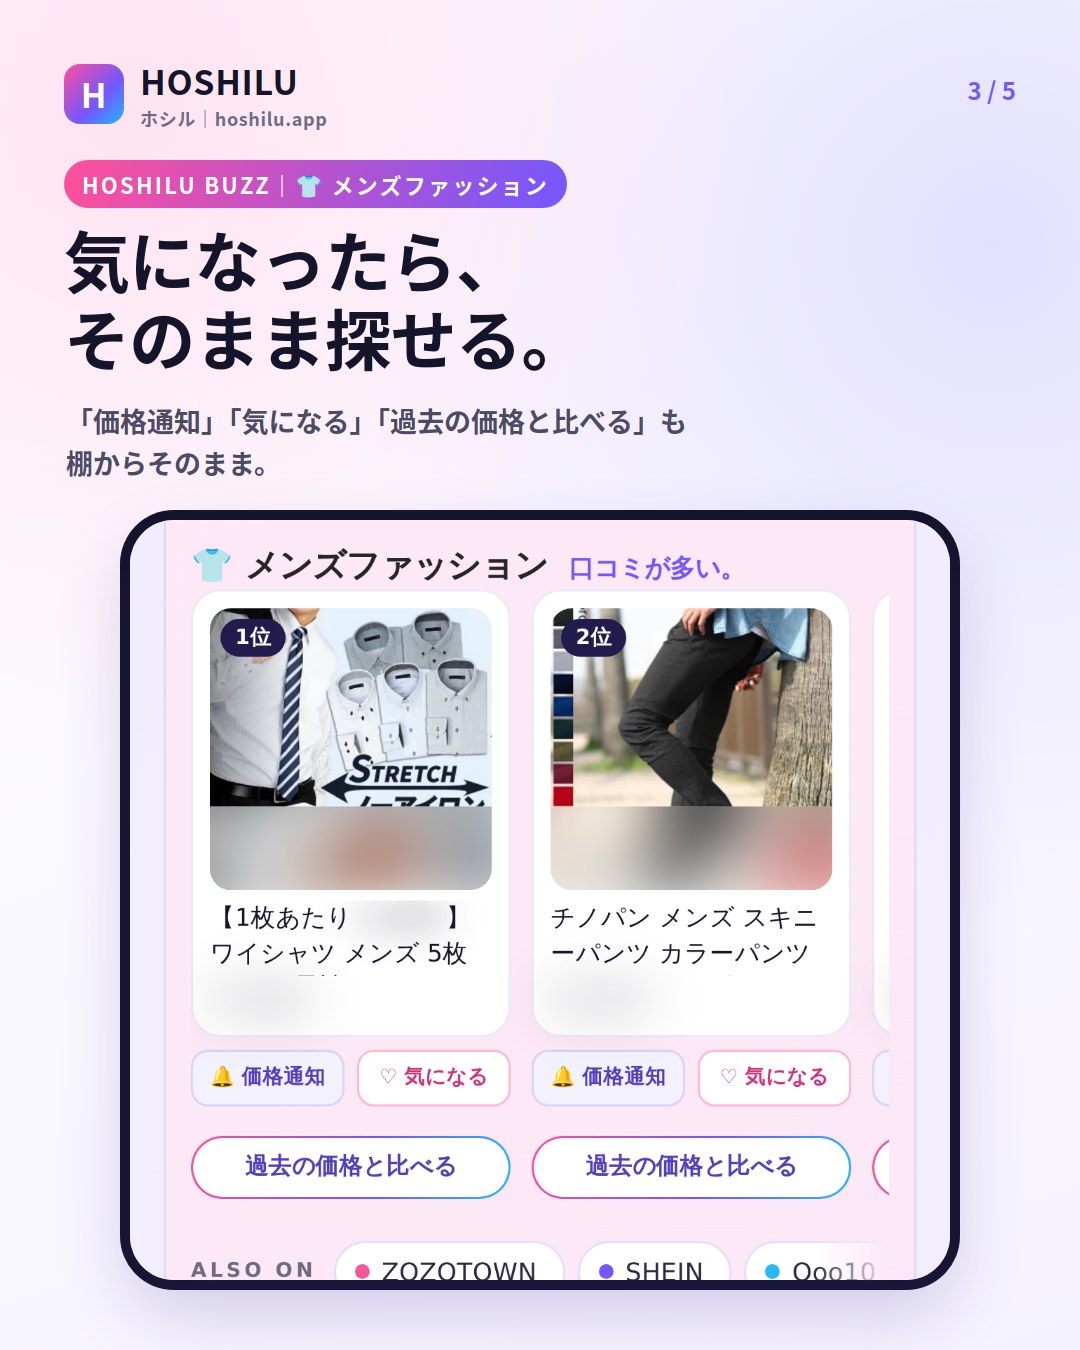 H
HOSHILU
ホシル｜hoshilu.app
3 / 5
HOSHILU BUZZ｜👕 メンズファッション
気になったら、
そのまま探せる。
「価格通知」「気になる」「過去の価格と比べる」も
棚からそのまま。
👕 メンズファッション 口コミが多い。
1位
STRETCH
ノーアイロン
2位
【1枚あたり 】
ワイシャツ メンズ 5枚
チノパン メンズ スキニ
ーパンツ カラーパンツ
🔔 価格通知
♡ 気になる
🔔 価格通知
♡ 気になる
過去の価格と比べる
過去の価格と比べる
ALSO ON
ZOZOTOWN
SHEIN
Qoo10